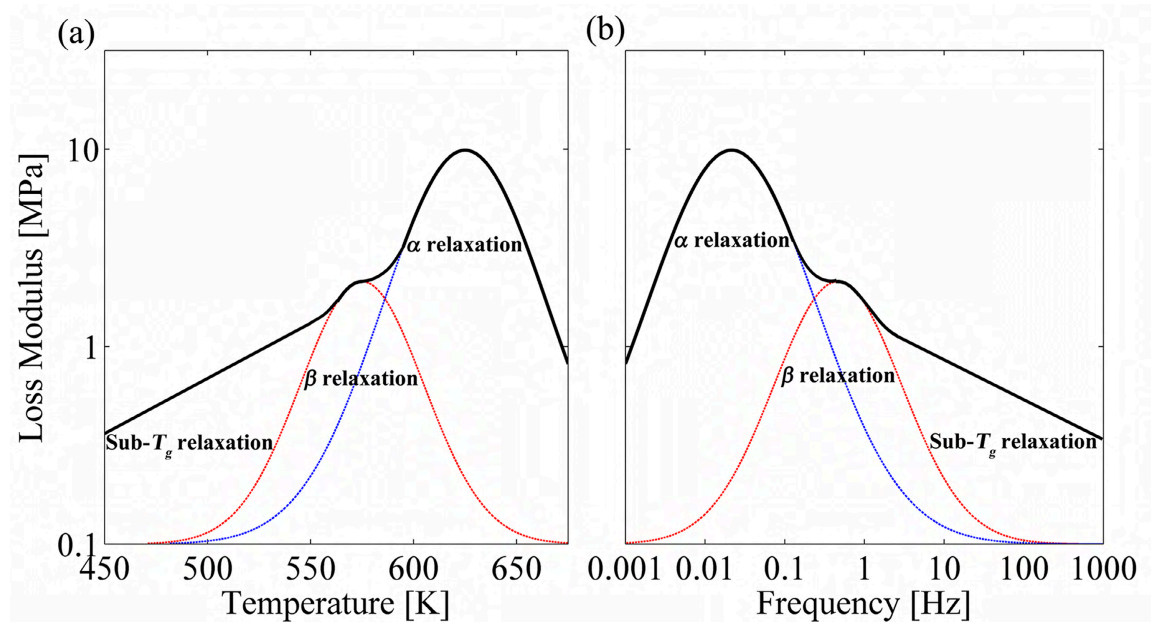 (a)
(b)
10
10
1
0.1
Loss Modulus [MPa]
α relaxation
β relaxation
Sub-Tg relaxation
450 500 550 600 650
Temperature [K]
α relaxation
β relaxation
Sub-Tg relaxation
0.001 0.01 0.1 1 10 100 1000
Frequency [Hz]